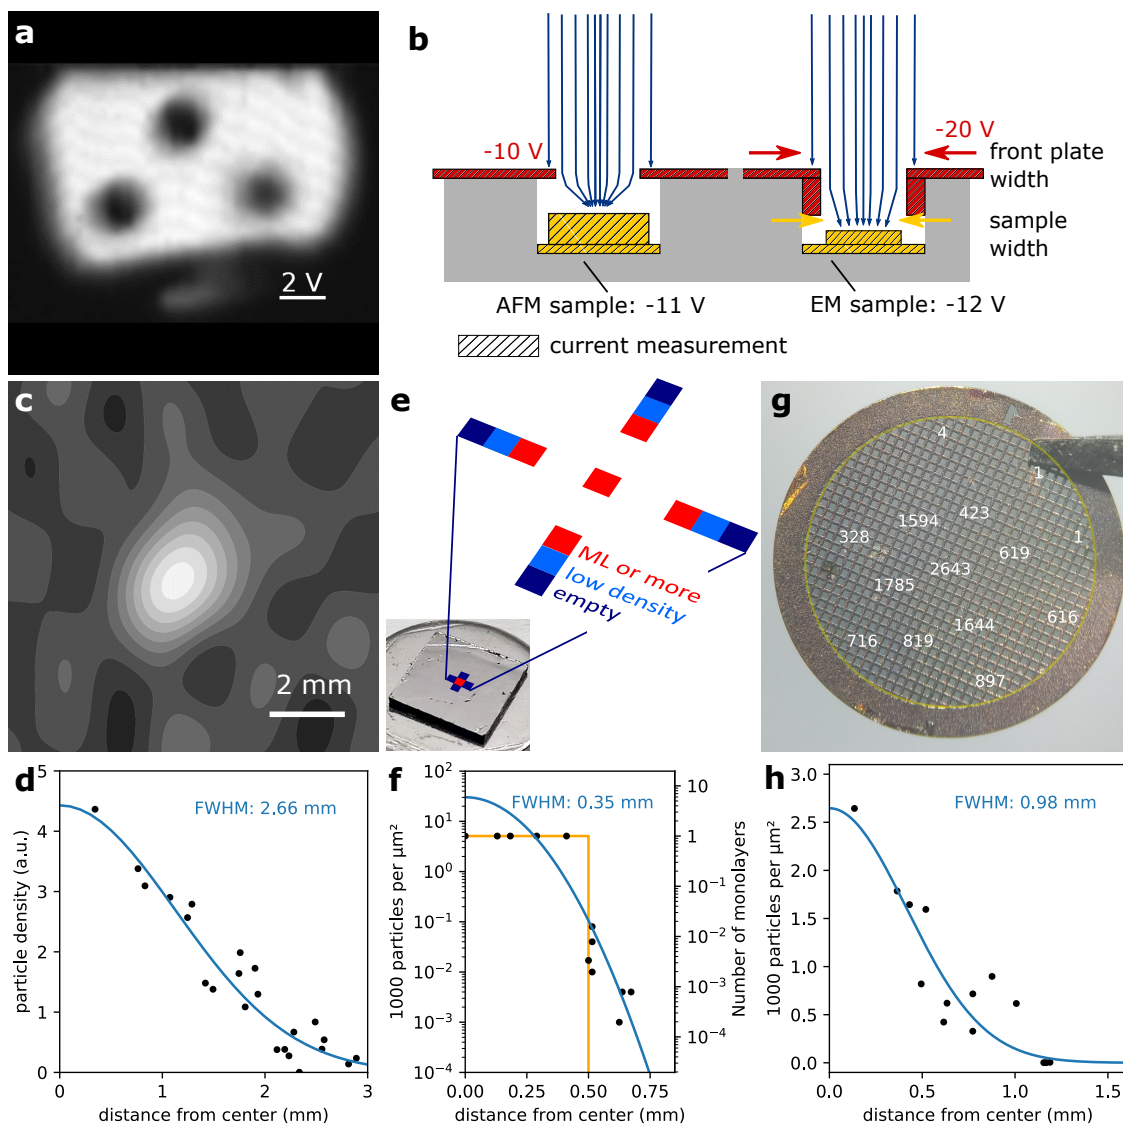 a
2 V
b
-10 V
-20 V
front plate
width
sample
width
AFM sample: -11 V
EM sample: -12 V
current measurement
c
2 mm
e
ML or more
low density
empty
g
4
1
423
1594
1
328
619
2643
1785
616
1644
716
819
897
d
5
4
3
2
1
0
particle density (a.u.)
FWHM: 2.66 mm
0
1
2
3
distance from center (mm)
f
10²
10¹
10⁰
10⁻¹
10⁻²
10⁻³
10⁻⁴
1000 particles per µm²
FWHM: 0.35 mm
10
1
10⁻¹
10⁻²
10⁻³
10⁻⁴
Number of monolayers
0.0
0.25
0.5
0.75
distance from center (mm)
h
3.0
2.5
2.0
1.5
1.0
0.5
0.0
1000 particles per µm²
FWHM: 0.98 mm
0.0
0.5
1.0
1.5
distance from center (mm)